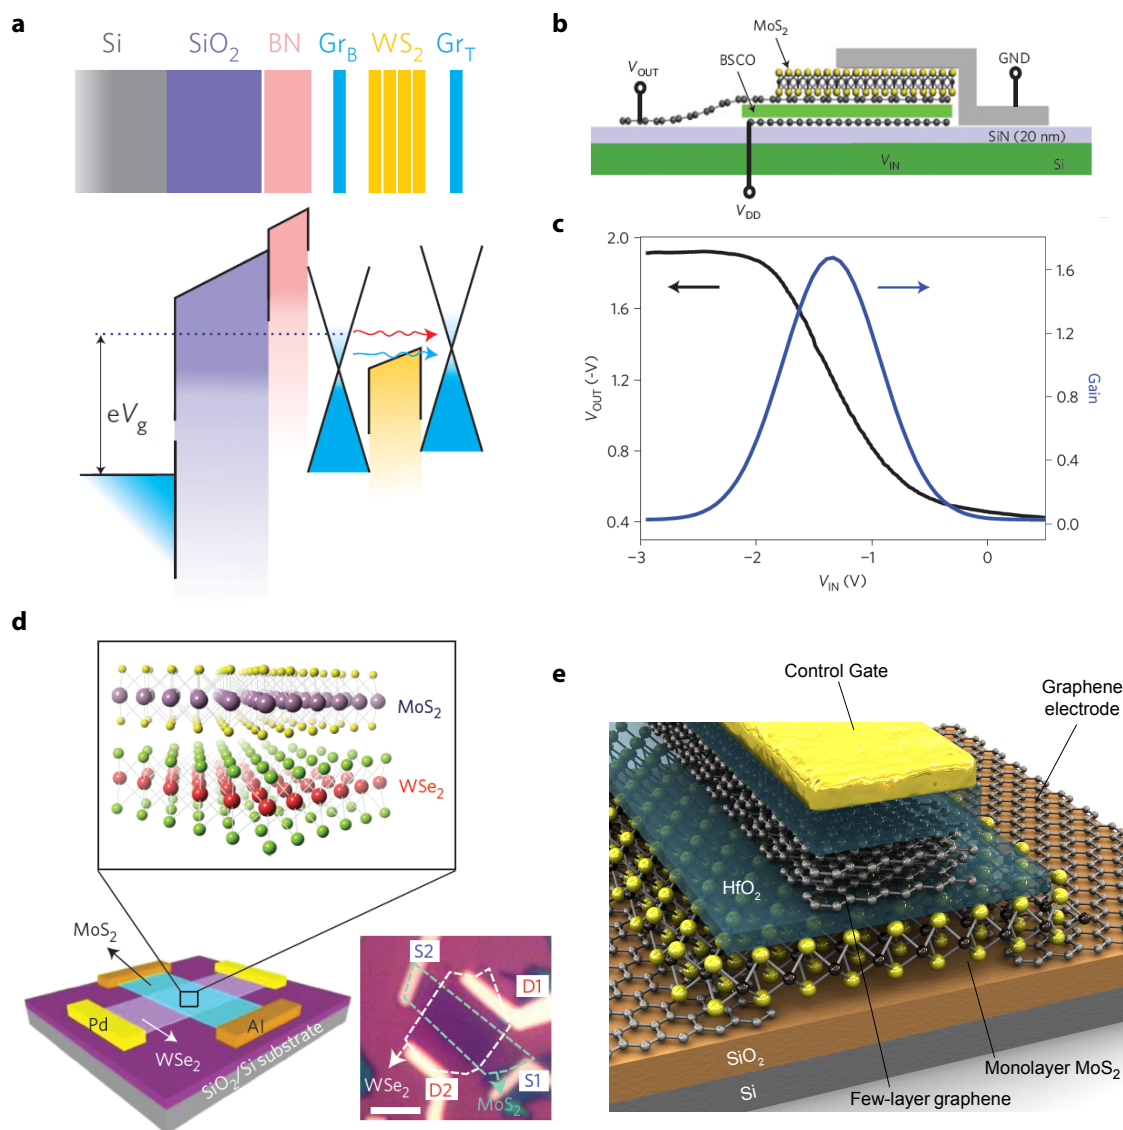 a
Si SiO2 BN GrB WS2 GrT
eVg
b
MoS2
BSCO
VOUT
GND
SiN (20 nm)
VIN
Si
VDD
c
2.0
1.6
1.2
0.8
0.4
VOUT (-V)
1.6
1.2
0.8
0.4
0.0
Gain
−3 −2 −1 0
VIN (V)
d
MoS2
WSe2
MoS2
Pd
Al
WSe2
SiO2/Si substrate
S2
D1
WSe2
D2
S1
MoS2
e
Control Gate
Graphene
electrode
HfO2
SiO2
Si
Monolayer MoS2
Few-layer graphene